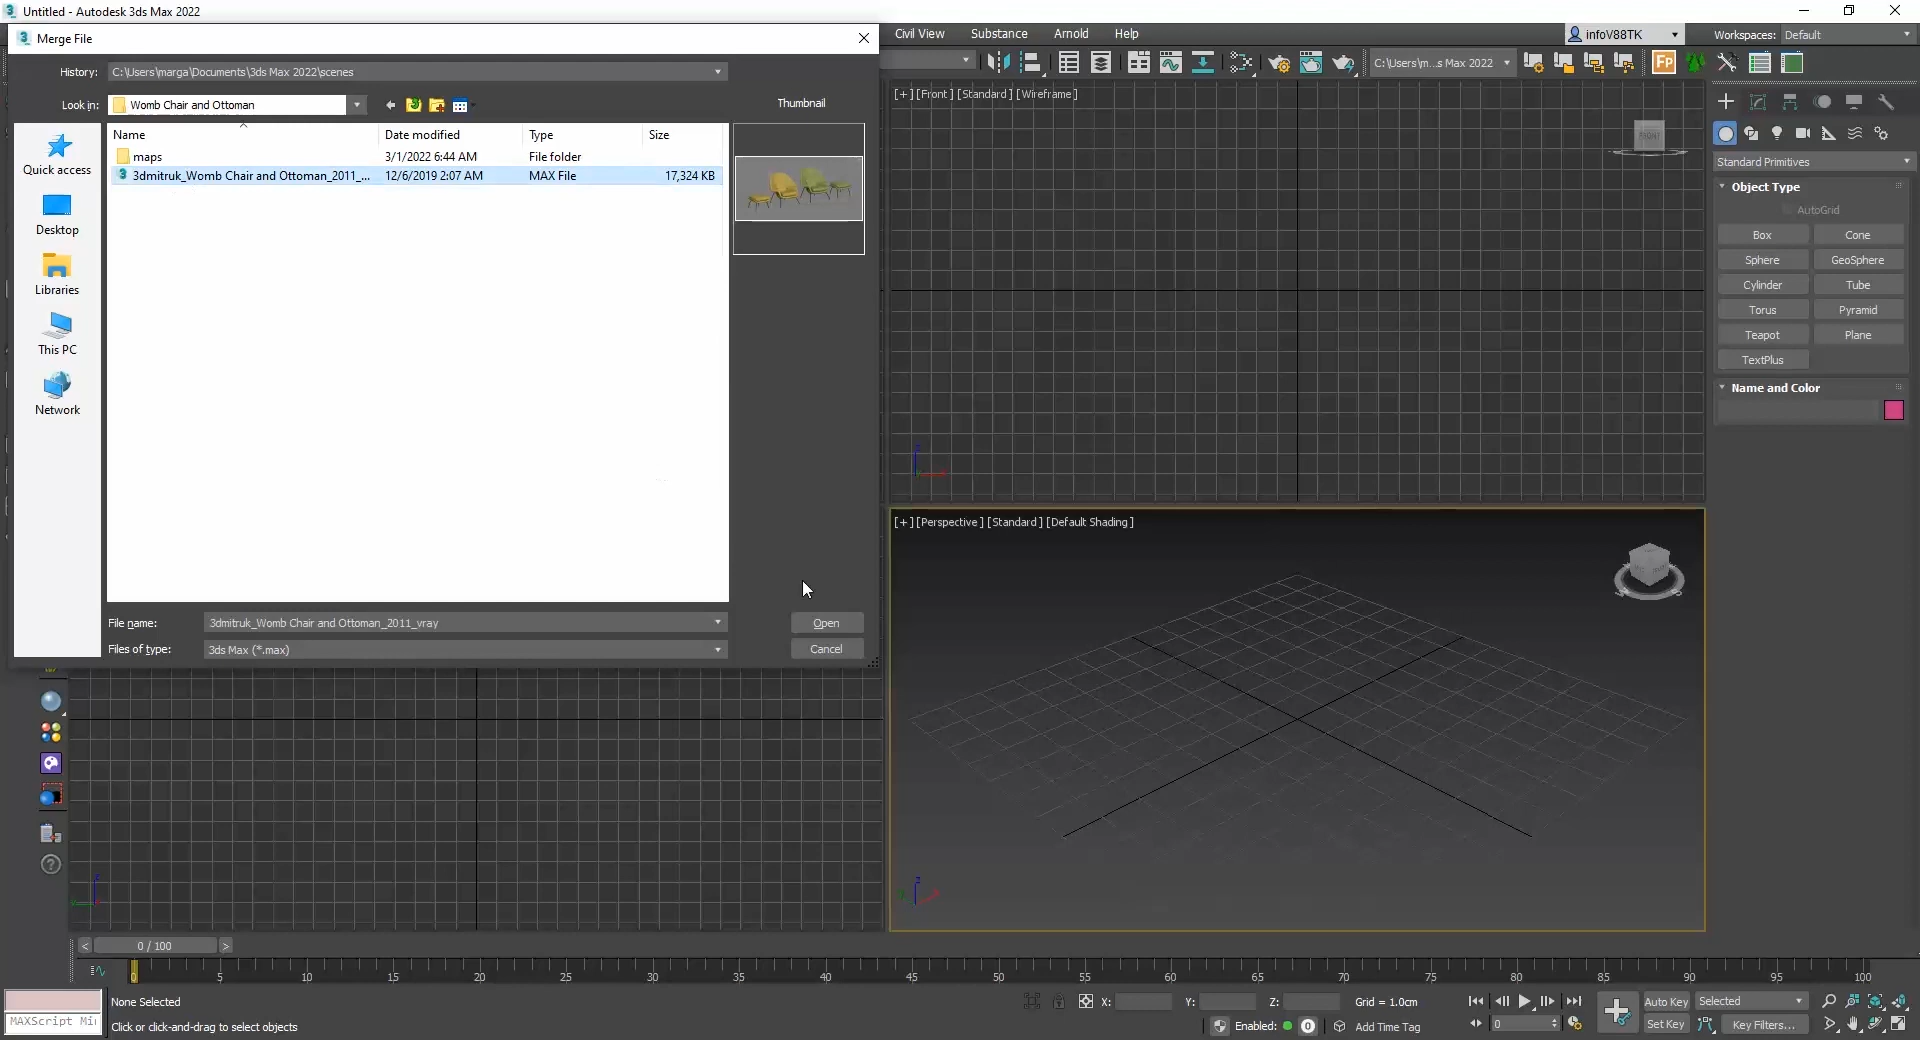 Untitled - Autodesk 3ds Max 2022
Merge File
Civil View Substance Arnold Help
infoV88TK
Workspaces: Default
History: C:\Users\marga\Documents\3ds Max 2022\scenes
C:\Users\m...s Max 2022
FP
Look in: Womb Chair and Ottoman
Thumbnail
[+] [Front] [Standard] [Wireframe]
FRONT
Name Date modified Type Size
maps 3/1/2022 6:44 AM File folder
3dmitruk_Womb Chair and Ottoman_2011_... 12/6/2019 2:07 AM MAX File 17,324 KB
Quick access
Desktop
Libraries
This PC
Network
Standard Primitives
Object Type
AutoGrid
Box Cone
Sphere GeoSphere
Cylinder Tube
Torus Pyramid
Teapot Plane
TextPlus
Name and Color
[+] [Perspective] [Standard] [Default Shading]
File name: 3dmitruk_Womb Chair and Ottoman_2011_vray
Open
Files of type: 3ds Max (*.max)
Cancel
z
0 / 100
0 5 10 15 20 25 30 35 40 45 50 55 60 65 70 75 80 85 90 95 100
None Selected
X: Y: Z: Grid = 1.0cm
Auto Key Selected
MAXScript Mi
Click or click-and-drag to select objects
Enabled: 0 Add Time Tag
0
Set Key Key Filters...